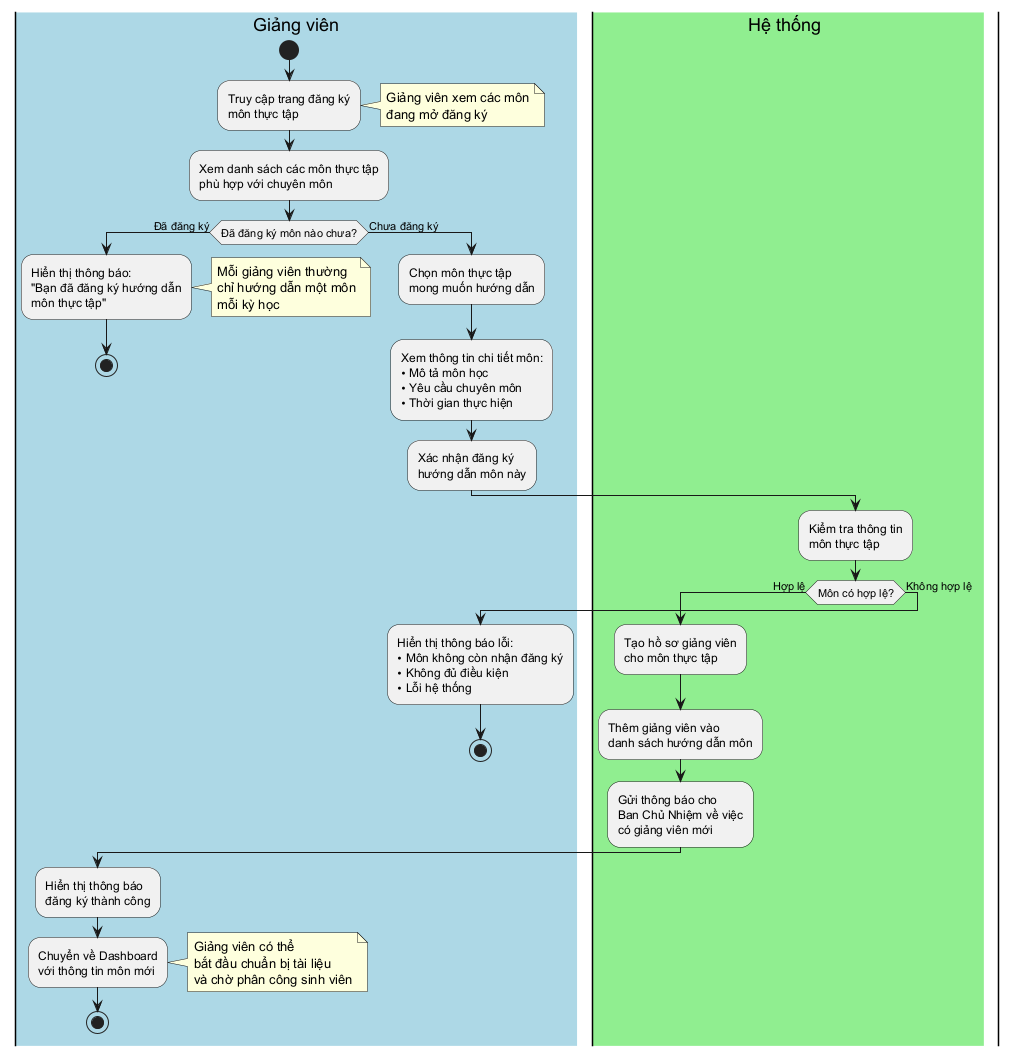 Giảng viên
Hệ thống
Truy cập trang đăng ký
môn thực tập
Giảng viên xem các môn
đang mở đăng ký
Xem danh sách các môn thực tập
phù hợp với chuyên môn
Đã đăng ký
Đã đăng ký môn nào chưa?
Chưa đăng ký
Hiển thị thông báo:
"Bạn đã đăng ký hướng dẫn
môn thực tập"
Mỗi giảng viên thường
chỉ hướng dẫn một môn
mỗi kỳ học
Chọn môn thực tập
mong muốn hướng dẫn
Xem thông tin chi tiết môn:
• Mô tả môn học
• Yêu cầu chuyên môn
• Thời gian thực hiện
Xác nhận đăng ký
hướng dẫn môn này
Kiểm tra thông tin
môn thực tập
Hợp lệ
Môn có hợp lệ?
Không hợp lệ
Hiển thị thông báo lỗi:
• Môn không còn nhận đăng ký
• Không đủ điều kiện
• Lỗi hệ thống
Tạo hồ sơ giảng viên
cho môn thực tập
Thêm giảng viên vào
danh sách hướng dẫn môn
Gửi thông báo cho
Ban Chủ Nhiệm về việc
có giảng viên mới
Hiển thị thông báo
đăng ký thành công
Chuyển về Dashboard
với thông tin môn mới
Giảng viên có thể
bắt đầu chuẩn bị tài liệu
và chờ phân công sinh viên